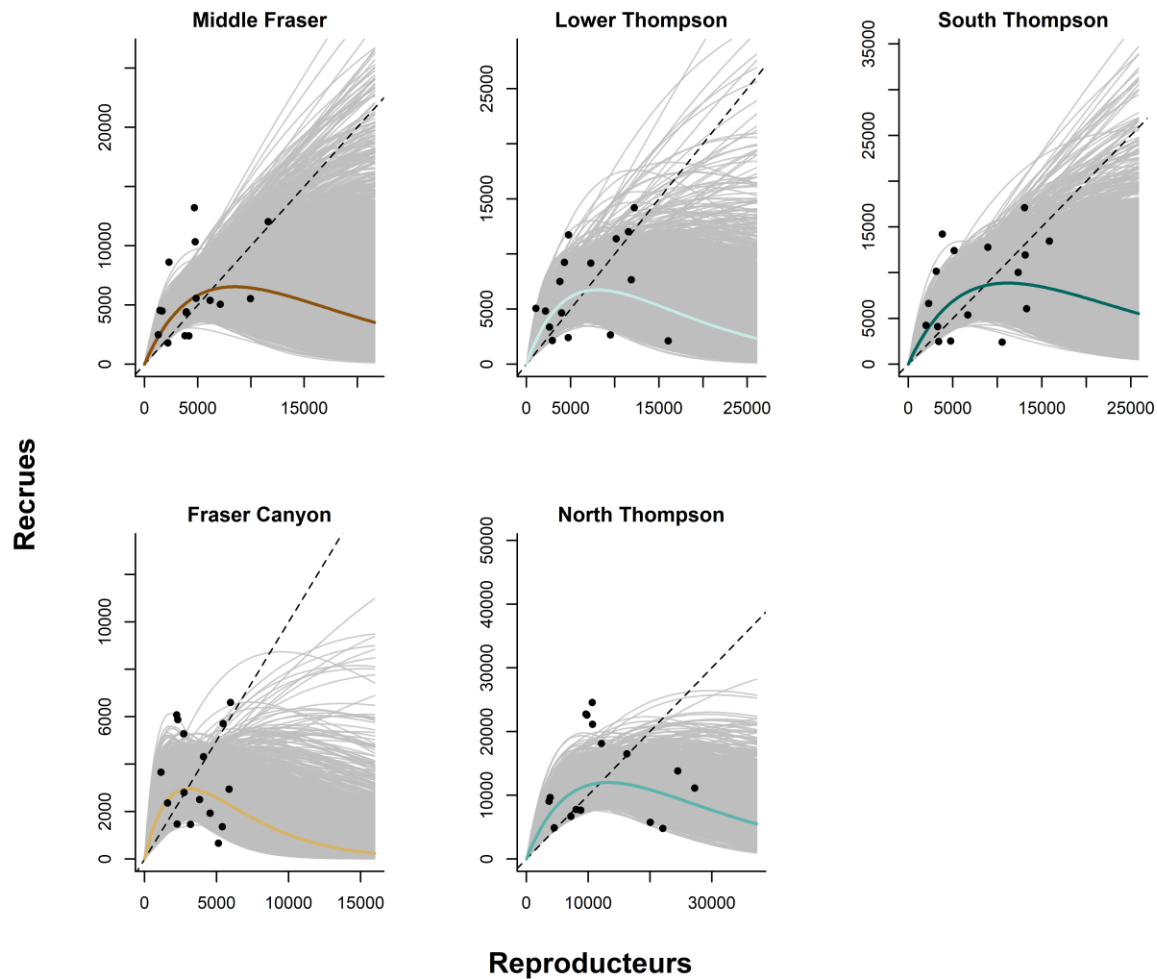 Middle Fraser
Lower Thompson
South Thompson
0 5000 10000 20000
0 5000 15000
0 5000 10000 15000 25000
0 5000 15000 25000
0 5000 15000 25000 35000
0 5000 15000 25000
Recrues
Fraser Canyon
North Thompson
0 2000 6000 10000
0 5000 10000 15000
0 10000 20000 30000 40000 50000
0 10000 30000
Reproducteurs